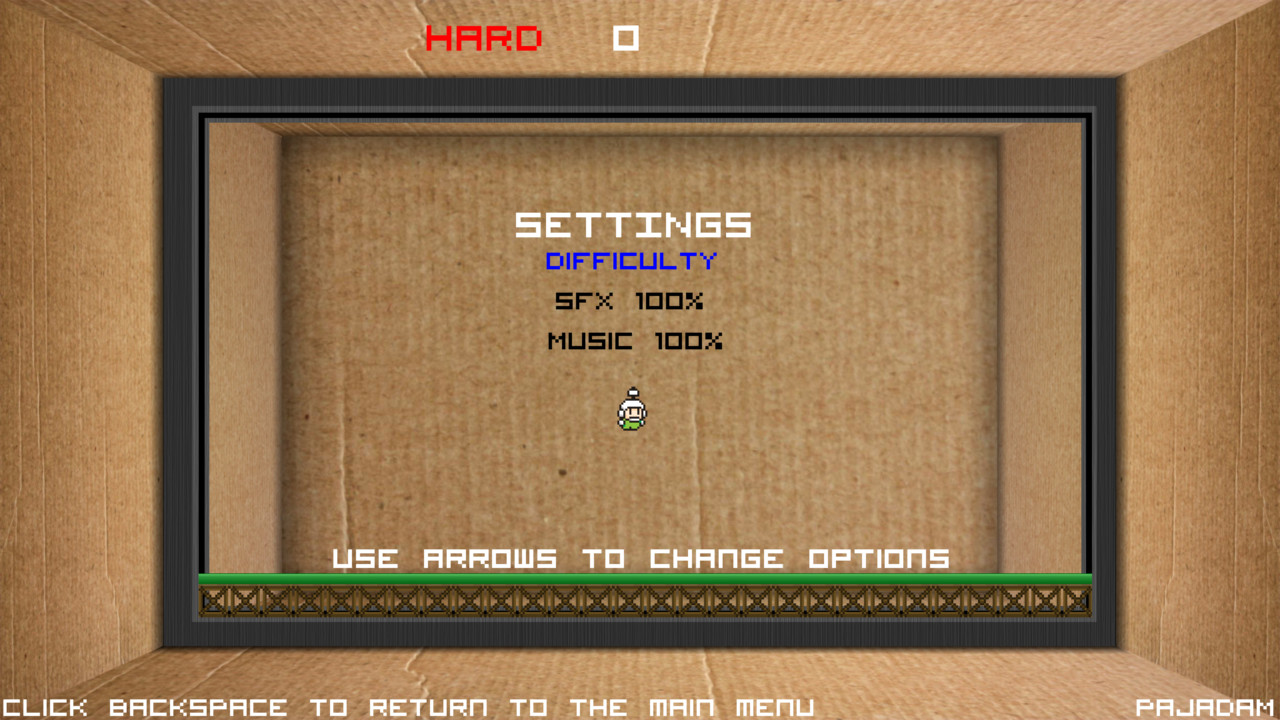 HARD 0
SETTINGS
DIFFICULTY
SFX 100%
MUSIC 100%
USE ARROWS TO CHANGE OPTIONS
CLICK BACKSPACE TO RETURN TO THE MAIN MENU
PAJADAM